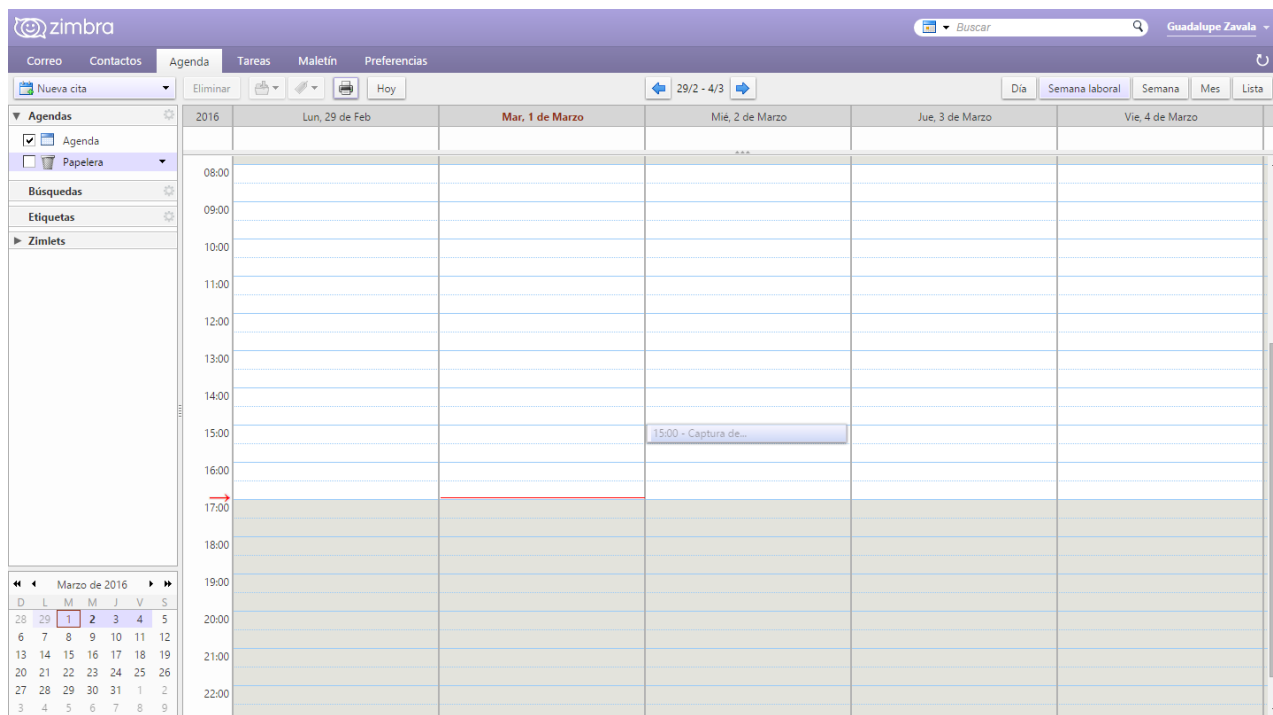 zimbra
Buscar
Guadalupe Zavala
Correo Contactos Agenda Tareas Maletín Preferencias
Nueva cita Eliminar Hoy 29/2 - 4/3 Día Semana laboral Semana Mes Lista
Agendas
Agenda
Papelera
Búsquedas
Etiquetas
Zimlets
2016 Lun, 29 de Feb Mar, 1 de Marzo Mié, 2 de Marzo Jue, 3 de Marzo Vie, 4 de Marzo
08:00
09:00
10:00
11:00
12:00
13:00
14:00
15:00 15:00 - Captura de...
16:00
17:00
18:00
19:00
20:00
21:00
22:00
Marzo de 2016
D L M M J V S
28 29 1 2 3 4 5
6 7 8 9 10 11 12
13 14 15 16 17 18 19
20 21 22 23 24 25 26
27 28 29 30 31 1 2
3 4 5 6 7 8 9